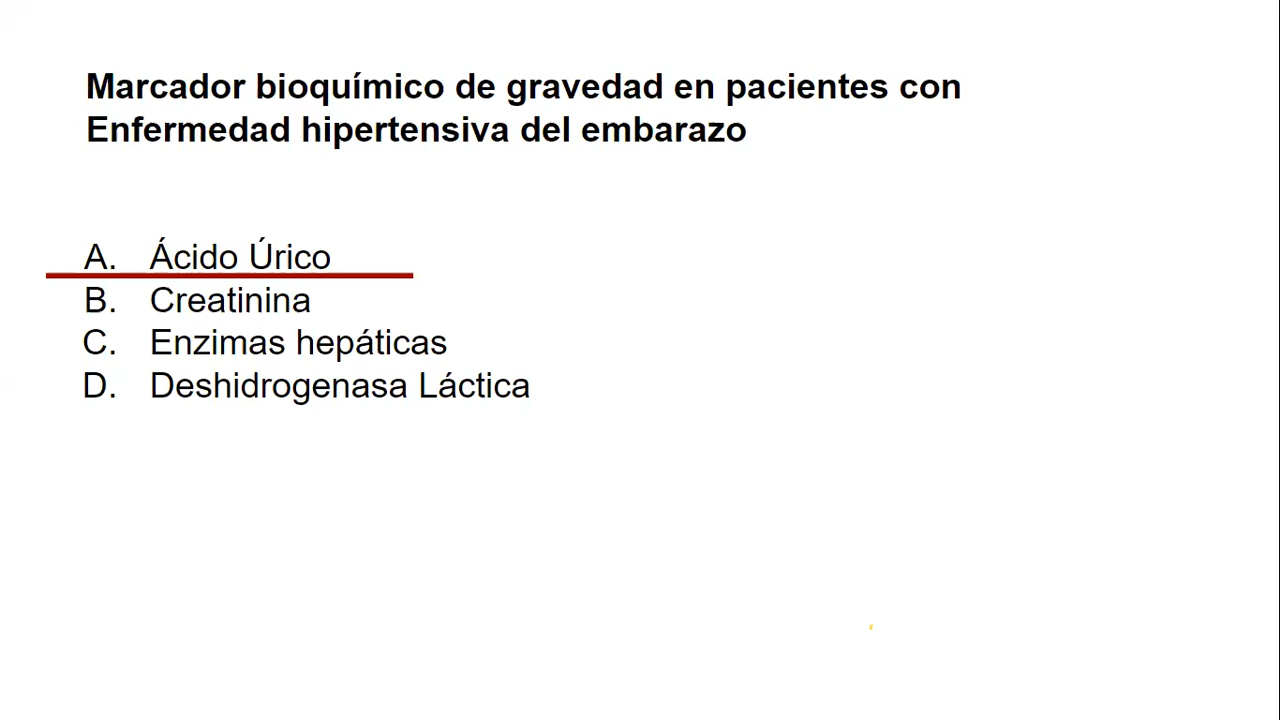 Marcador bioquímico de gravedad en pacientes con
Enfermedad hipertensiva del embarazo
A. Ácido Úrico
B. Creatinina
C. Enzimas hepáticas
D. Deshidrogenasa Láctica